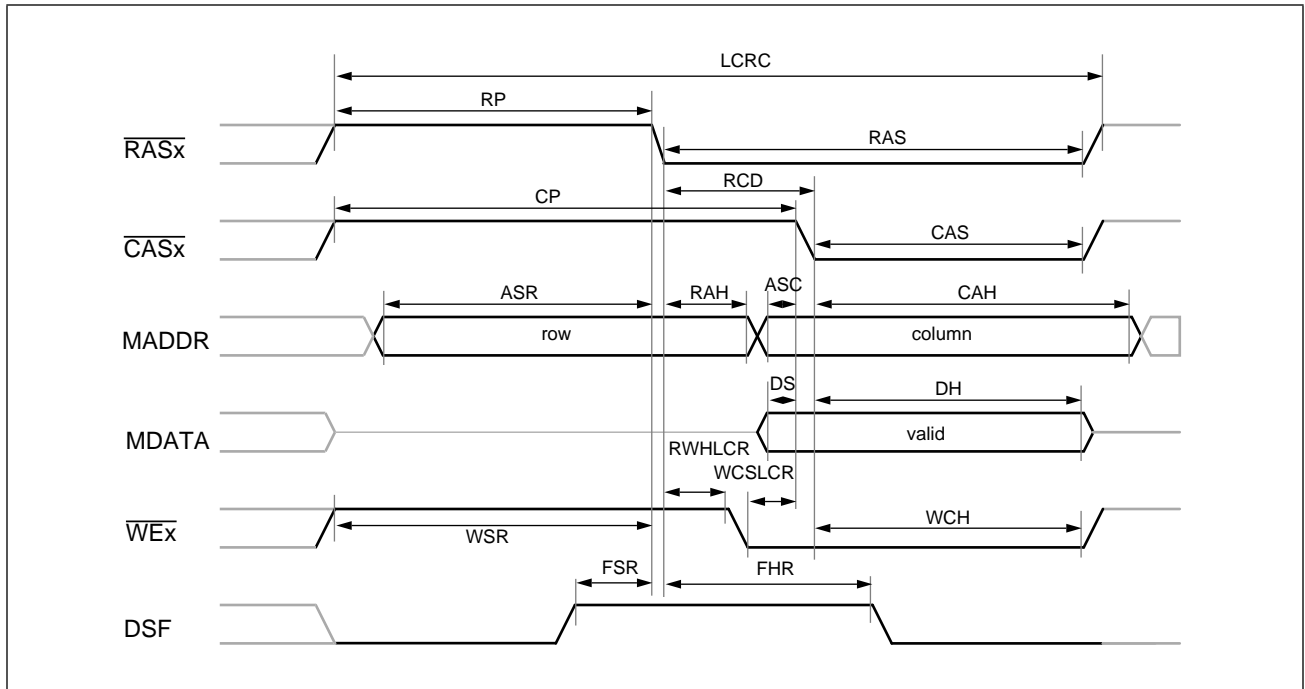 LCRC
RP
RASx
RAS
RCD
CP
CASx
CAS
ASR
RAH
ASC
CAH
MADDR
row
column
DS
DH
MDATA
valid
RWHLCR
WCSLCR
WEx
WSR
WCH
FSR
FHR
DSF